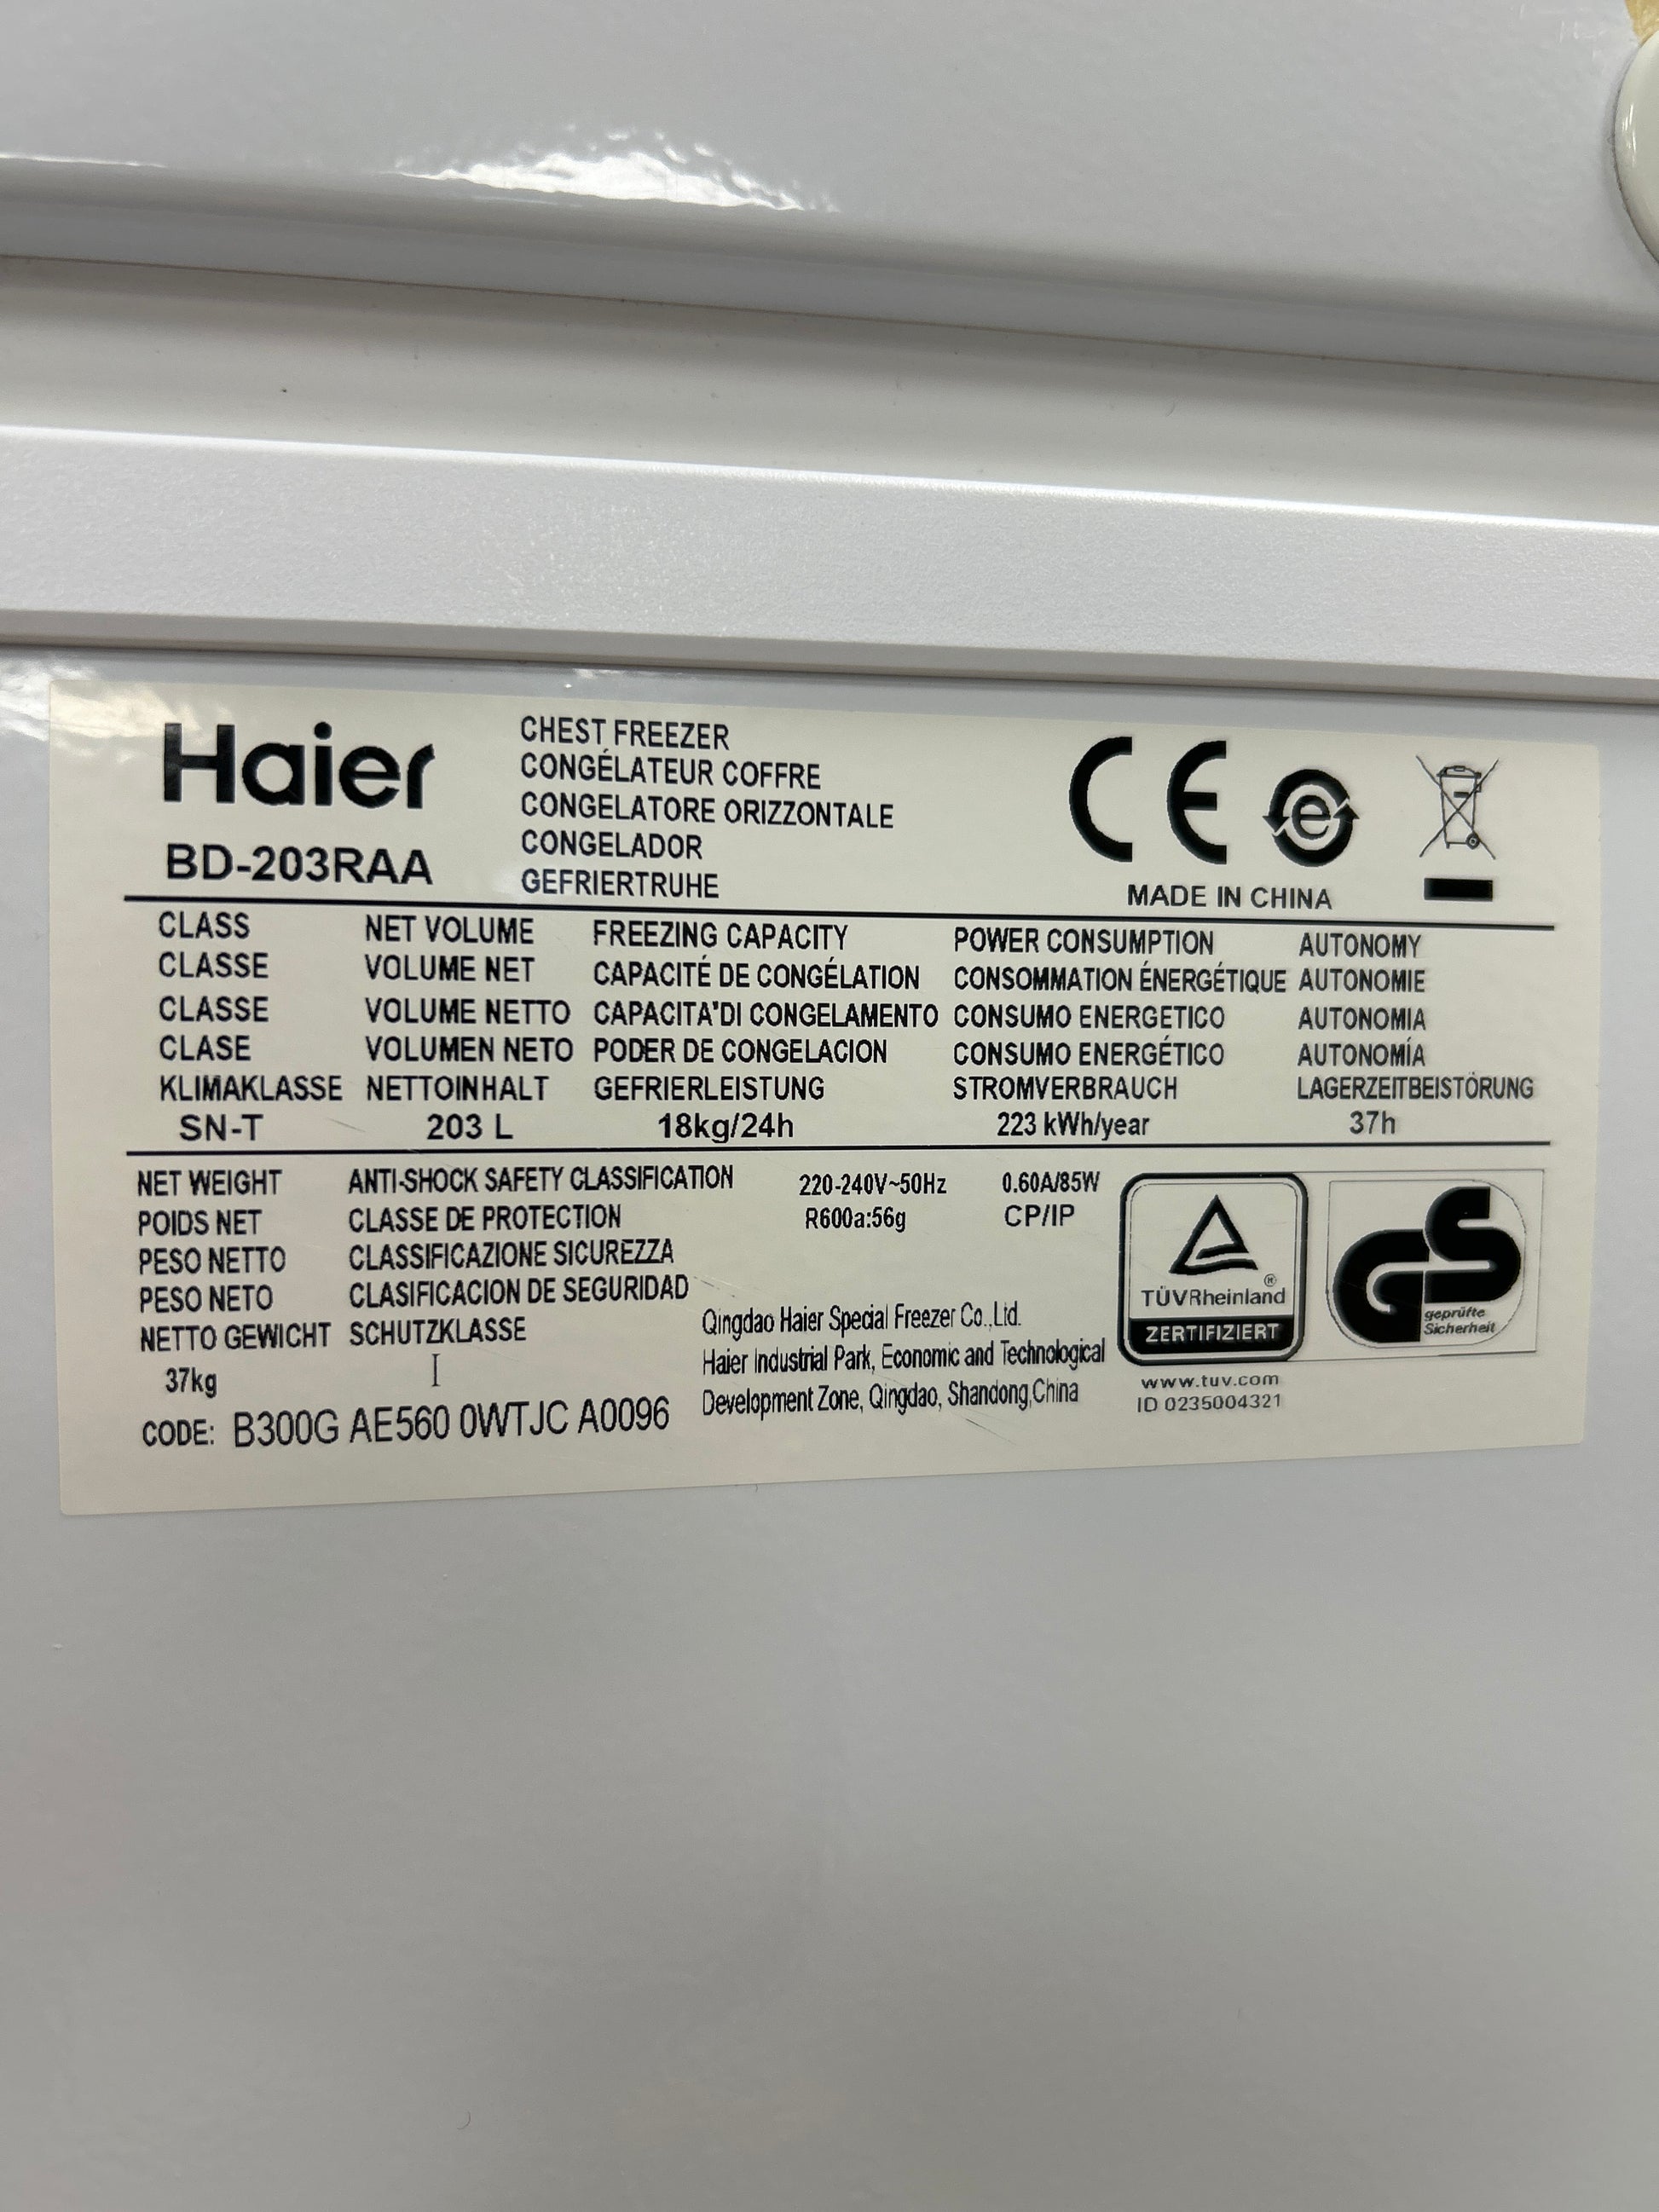 Haier
BD-203RAA
CHEST FREEZER
CONGÉLATEUR COFFRE
CONGELATORE ORIZZONTALE
CONGELADOR
GEFRIERTRUHE
CE
e
MADE IN CHINA
CLASS NET VOLUME FREEZING CAPACITY POWER CONSUMPTION AUTONOMY
CLASSE VOLUME NET CAPACITÉ DE CONGÉLATION CONSOMMATION ÉNERGÉTIQUE AUTONOMIE
CLASSE VOLUME NETTO CAPACITA'DI CONGELAMENTO CONSUMO ENERGETICO AUTONOMIA
CLASE VOLUMEN NETO PODER DE CONGELACION CONSUMO ENERGÉTICO AUTONOMÍA
KLIMAKLASSE NETTOINHALT GEFRIERLEISTUNG STROMVERBRAUCH LAGERZEITBEISTÖRUNG
SN-T 203 L 18kg/24h 223 kWh/year 37h
NET WEIGHT ANTI-SHOCK SAFETY CLASSIFICATION 220-240V~50Hz 0.60A/85W
POIDS NET CLASSE DE PROTECTION R600a:56g CP/IP
PESO NETTO CLASSIFICAZIONE SICUREZZA
PESO NETO CLASIFICACION DE SEGURIDAD
NETTO GEWICHT SCHUTZKLASSE
37kg I
CODE: B300G AE560 0WTJC A0096
Qingdao Haier Special Freezer Co.,Ltd.
Haier Industrial Park, Economic and Technological
Development Zone, Qingdao, Shandong,China
TÜVRheinland®
ZERTIFIZIERT
www.tuv.com
ID 0235004321
GS
geprüfte
Sicherheit